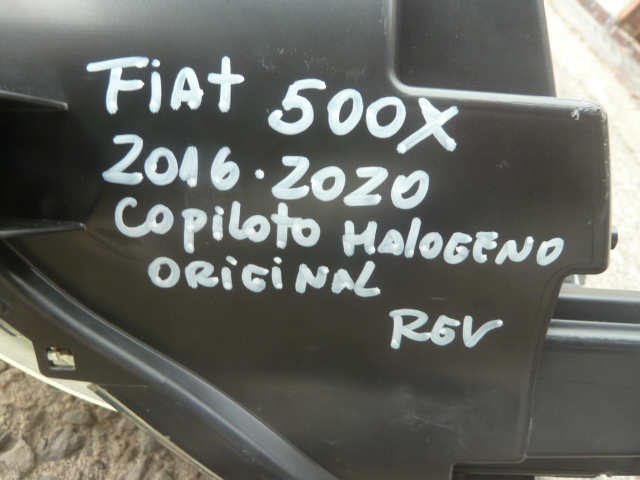 FiAt 500X
2016-2020
COPiLOtO HALOGENO
ORIGINAL
REV